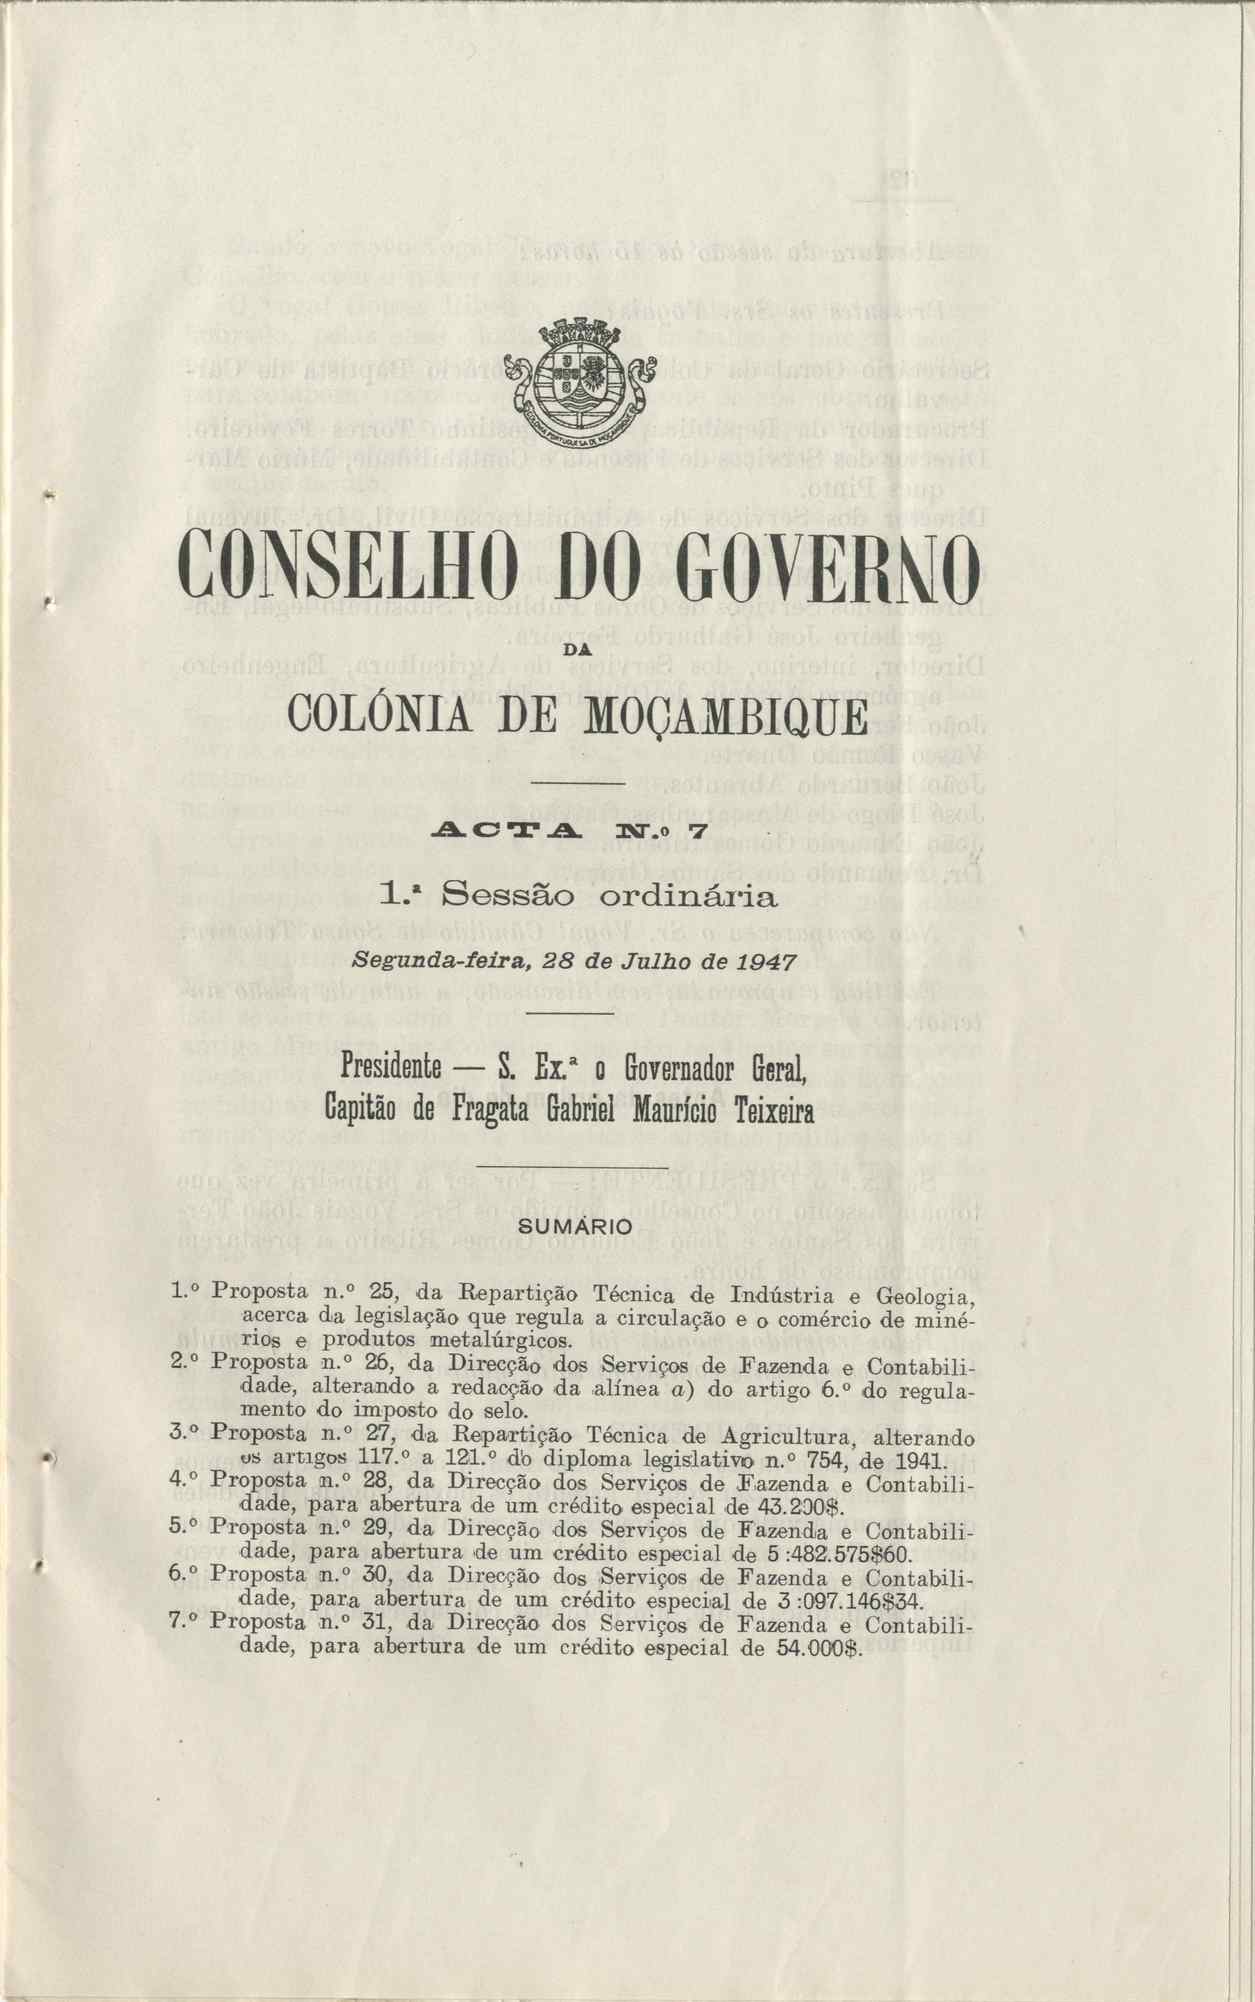 COLONIA PORTUGUESA DE MOÇAMBIQUE
CONSELHO DO GOVERNO
DA
COLÓNIA DE MOÇAMBIQUE
ACTA N.º 7
1.ª Sessão ordinária
Segunda-feira, 28 de Julho de 1947
Presidente — S. Ex.ª o Governador Geral,
Capitão de Fragata Gabriel Maurício Teixeira
SUMÁRIO
1.º Proposta n.º 25, da Repartição Técnica de Indústria e Geologia,
acerca da legislação que regula a circulação e o comércio de miné-
rios e produtos metalúrgicos.
2.º Proposta n.º 26, da Direcção dos Serviços de Fazenda e Contabili-
dade, alterando a redacção da alínea a) do artigo 6.º do regula-
mento do imposto do selo.
3.º Proposta n.º 27, da Repartição Técnica de Agricultura, alterando
os artigos 117.º a 121.º do diploma legislativo n.º 754, de 1941.
4.º Proposta n.º 28, da Direcção dos Serviços de Fazenda e Contabili-
dade, para abertura de um crédito especial de 43.200$.
5.º Proposta n.º 29, da Direcção dos Serviços de Fazenda e Contabili-
dade, para abertura de um crédito especial de 5:482.575$60.
6.º Proposta n.º 30, da Direcção dos Serviços de Fazenda e Contabili-
dade, para abertura de um crédito especial de 3:097.146$34.
7.º Proposta n.º 31, da Direcção dos Serviços de Fazenda e Contabili-
dade, para abertura de um crédito especial de 54.000$.